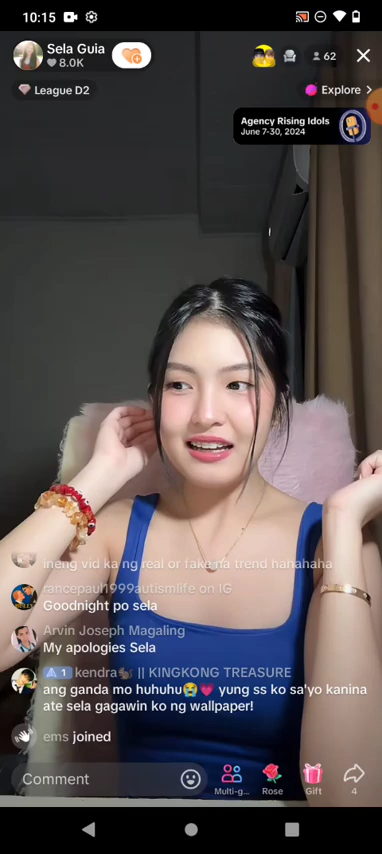 10:15
Sela Guia
8.0K
62
League D2
Explore >
Agency Rising Idols
June 7-30, 2024
ineng vid ka ng real or fake na trend hahahaha
rancepaul1999autismlife on IG
Goodnight po sela
Arvin Joseph Magaling
My apologies Sela
1 kendra🐿️ || KINGKONG TREASURE
ang ganda mo huhuhu😭💗 yung ss ko sa'yo kanina
ate sela gagawin ko ng wallpaper!
ems joined
Comment
Multi-g...
Rose
Gift
4